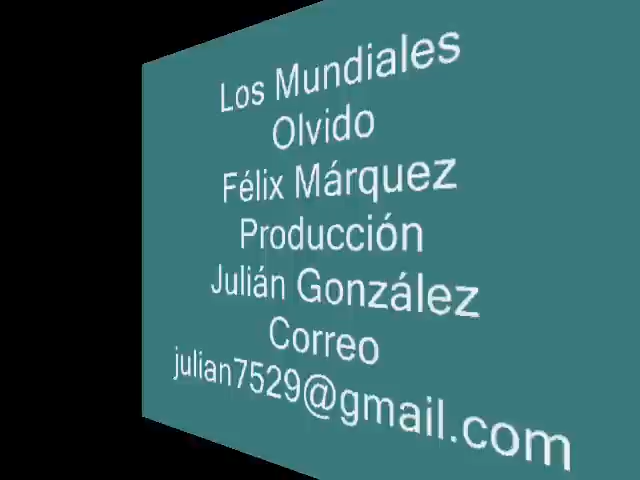 Los Mundiales
Olvido
Félix Márquez
Producción
Julián González
Correo
julian7529@gmail.com